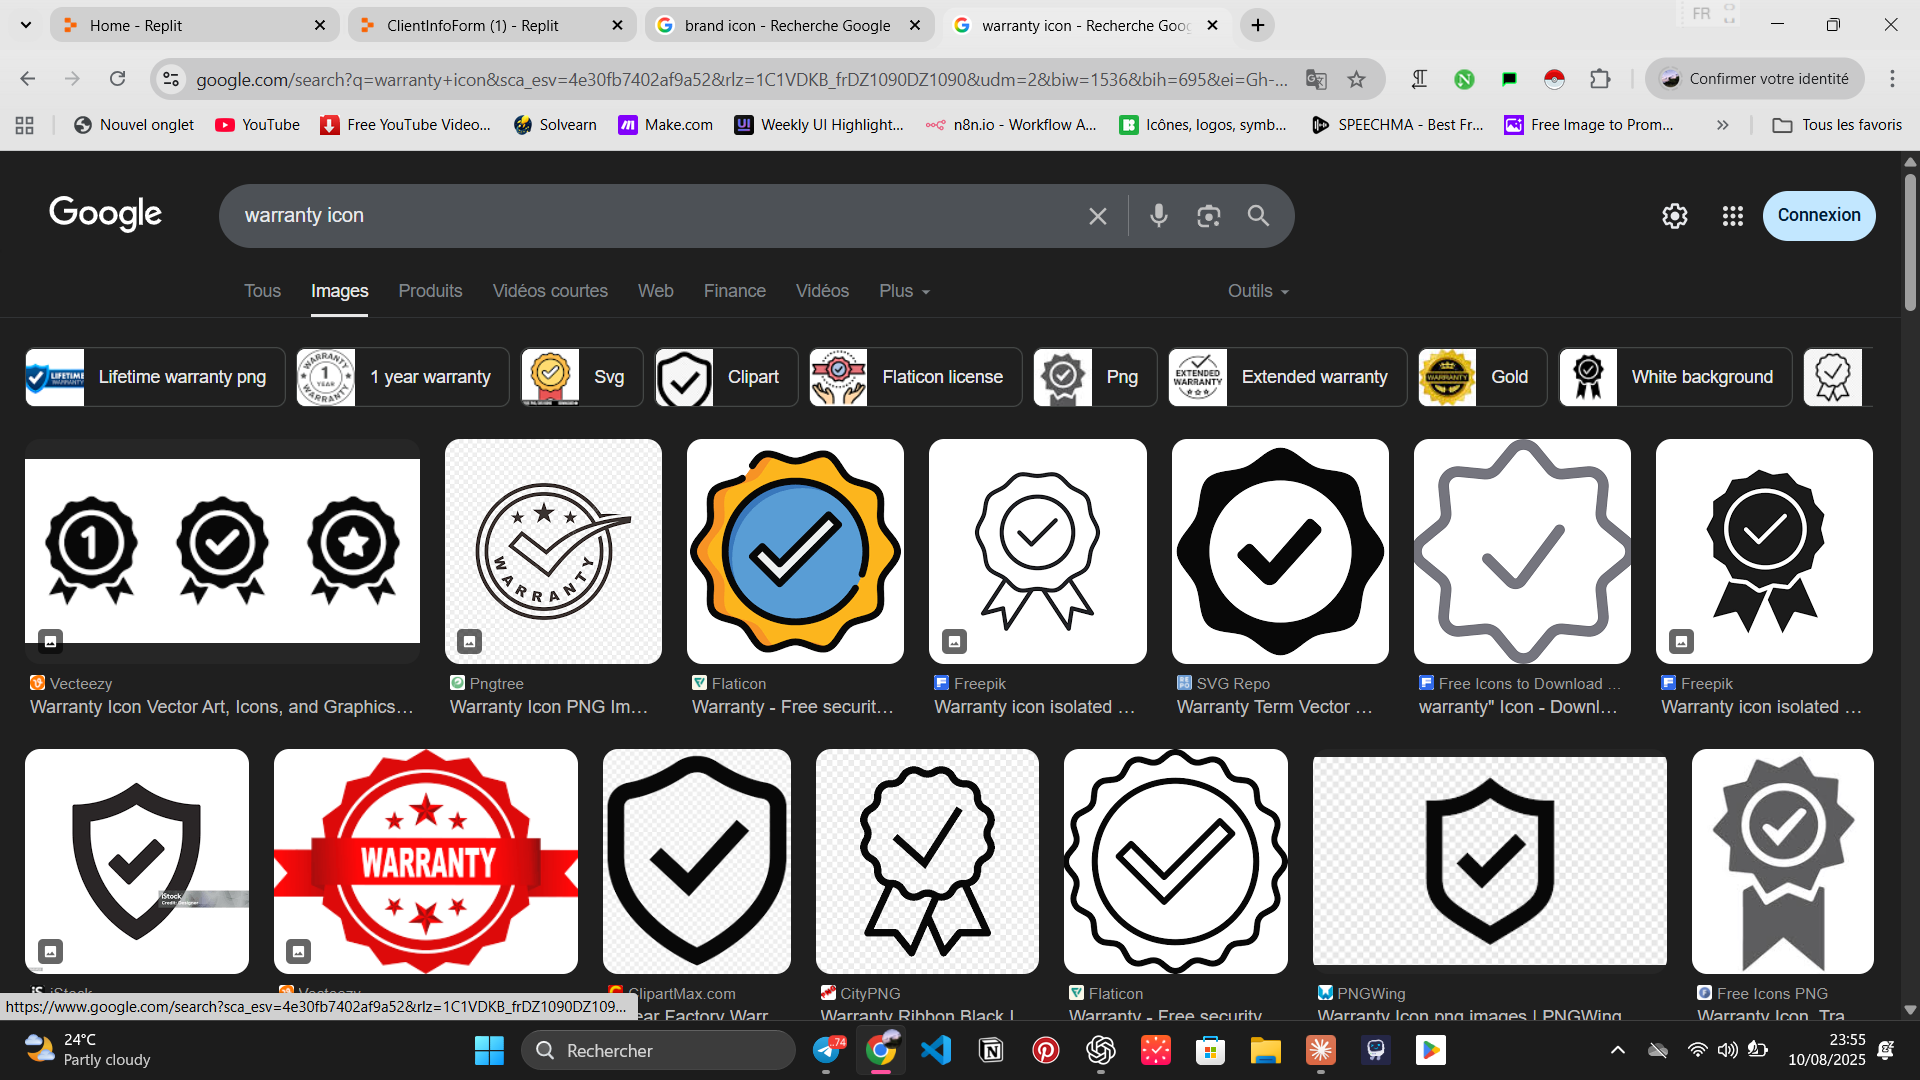 Home - Replit
ClientInfoForm (1) - Replit
brand icon - Recherche Google
warranty icon - Recherche Goog
FR
google.com/search?q=warranty+icon&sca_esv=4e30fb7402af9a52&rlz=1C1VDKB_frDZ1090DZ1090&udm=2&biw=1536&bih=695&ei=Gh-...
Confirmer votre identité
Nouvel onglet
YouTube
Free YouTube Video...
Solvearn
Make.com
Weekly UI Highlight...
n8n.io - Workflow A...
Icônes, logos, symb...
SPEECHMA - Best Fr...
Free Image to Prom...
Tous les favoris
Google
warranty icon
Connexion
Tous
Images
Produits
Vidéos courtes
Web
Finance
Vidéos
Plus
Outils
LIFETIME
Lifetime warranty png
WARRANTY
1
YEAR
WARRANTY
1 year warranty
Svg
Clipart
Flaticon license
Png
EXTENDED
WARRANTY
Extended warranty
WARRANTY
Gold
White background
1
WARRANTY
Vecteezy
Warranty Icon Vector Art, Icons, and Graphics...
Pngtree
Warranty Icon PNG Im...
Flaticon
Warranty - Free securit...
Freepik
Warranty icon isolated ...
SVG Repo
Warranty Term Vector ...
Free Icons to Download ...
warranty" Icon - Downl...
Freepik
Warranty icon isolated ...
iStock
Credit: Designer
WARRANTY
iStock
Vecteezy
ClipartMax.com
ear Factory Warr
CityPNG
Warranty Ribbon Black I
Flaticon
Warranty - Free security
PNGWing
Warranty Icon png images | PNGWing
Free Icons PNG
Warranty Icon, Tra
https://www.google.com/search?sca_esv=4e30fb7402af9a52&rlz=1C1VDKB_frDZ1090DZ109...
24°C
Partly cloudy
Rechercher
..74
23:55
10/08/2025